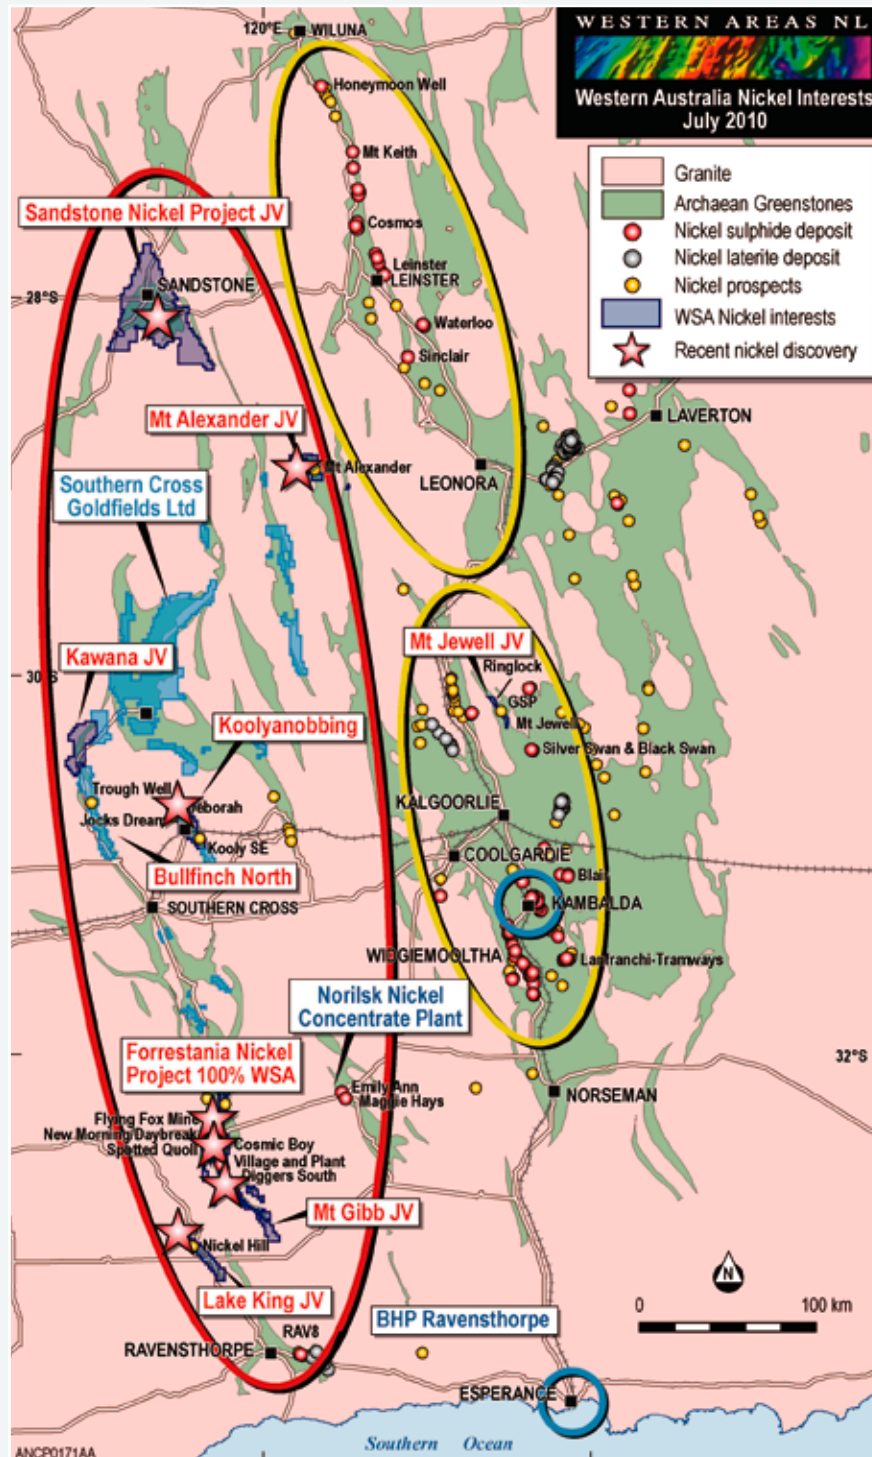 WESTERN AREAS NL
Western Australia Nickel Interests
July 2010
Granite
Archaean Greenstones
Nickel sulphide deposit
Nickel laterite deposit
Nickel prospects
WSA Nickel interests
Recent nickel discovery
120°E
WILUNA
Honeymoon Well
Mt Keith
Sandstone Nickel Project JV
Cosmos
Leinster
LEINSTER
SANDSTONE
28°S
Waterloo
Sinclair
Mt Alexander JV
LAVERTON
Mt Alexander
LEONORA
Southern Cross
Goldfields Ltd
Mt Jewell JV
Kawana JV
Ringlock
30°S
GSP
Mt Jewell
Koolyanobbing
Silver Swan & Black Swan
Trough Well
Deborah
KALGOORLIE
Jocks Dream
Kooly SE
COOLGARDIE
Bullfinch North
Blair
SOUTHERN CROSS
KAMBALDA
WIDGIEMOOLTHA
Lanfranchi-Tramways
Norilsk Nickel
Concentrate Plant
Forrestania Nickel
Project 100% WSA
32°S
Emily Ann
Maggie Hays
NORSEMAN
Flying Fox Mine
New Morning/Daybreak
Spotted Quoll
Cosmic Boy
Village and Plant
Diggers South
Mt Gibb JV
Nickel Hill
Lake King JV
N
0 100 km
BHP Ravensthorpe
RAV8
RAVENSTHORPE
ESPERANCE
Southern Ocean
ANCP0171AA